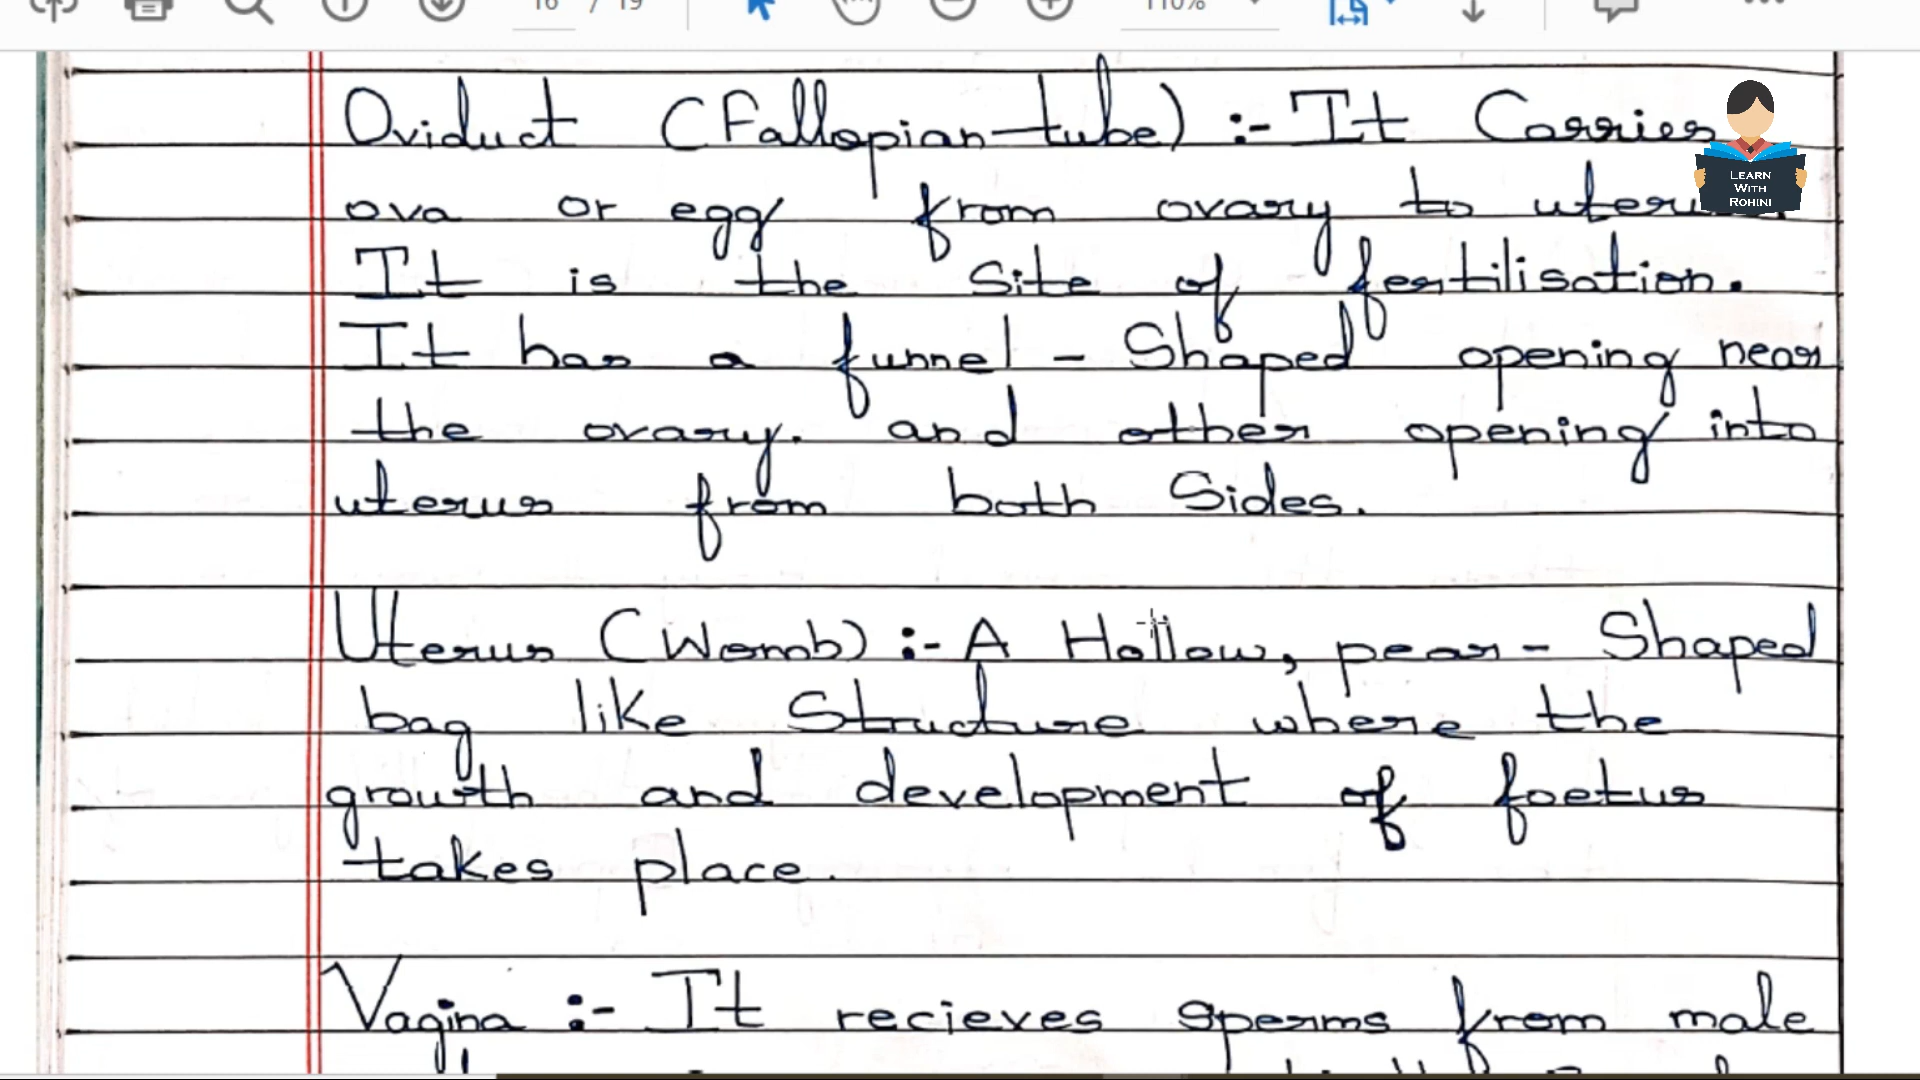 16 / 19
110%
Oviduct (Fallopian-tube) :- It Carries
ova or egg from ovary to
It is the Site of fertilisation.
It has a funnel - Shaped opening near
the ovary. and other opening into
uterus from both Sides.
Uterus (Womb) :- A Hollow, pear - Shaped
bag like Structure where the
growth and development of foetus
takes place.
Vagina :- It recieves sperms from male
LEARN
WITH
ROHINI